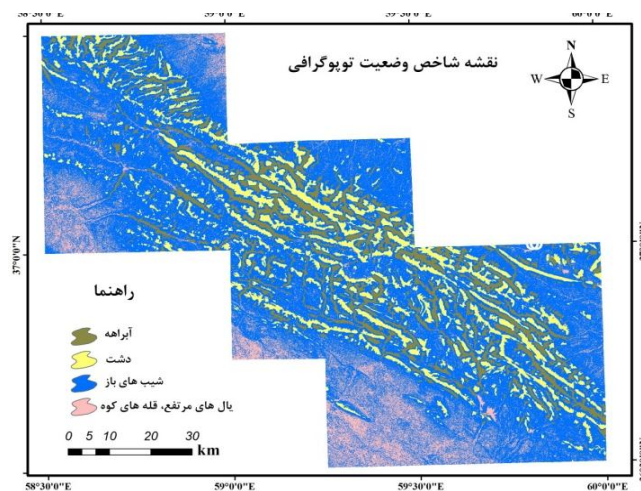 58°30'0"E 59°0'0"E 59°30'0"E 60°0'0"E
نقشه شاخص وضعیت توپوگرافی
N
W E
S
37°0'0"N
راهنما
آبراهه
دشت
شیب های باز
یال های مرتفع، قله های کوه
0 5 10 20 30
km
58°30'0"E 59°0'0"E 59°30'0"E 60°0'0"E